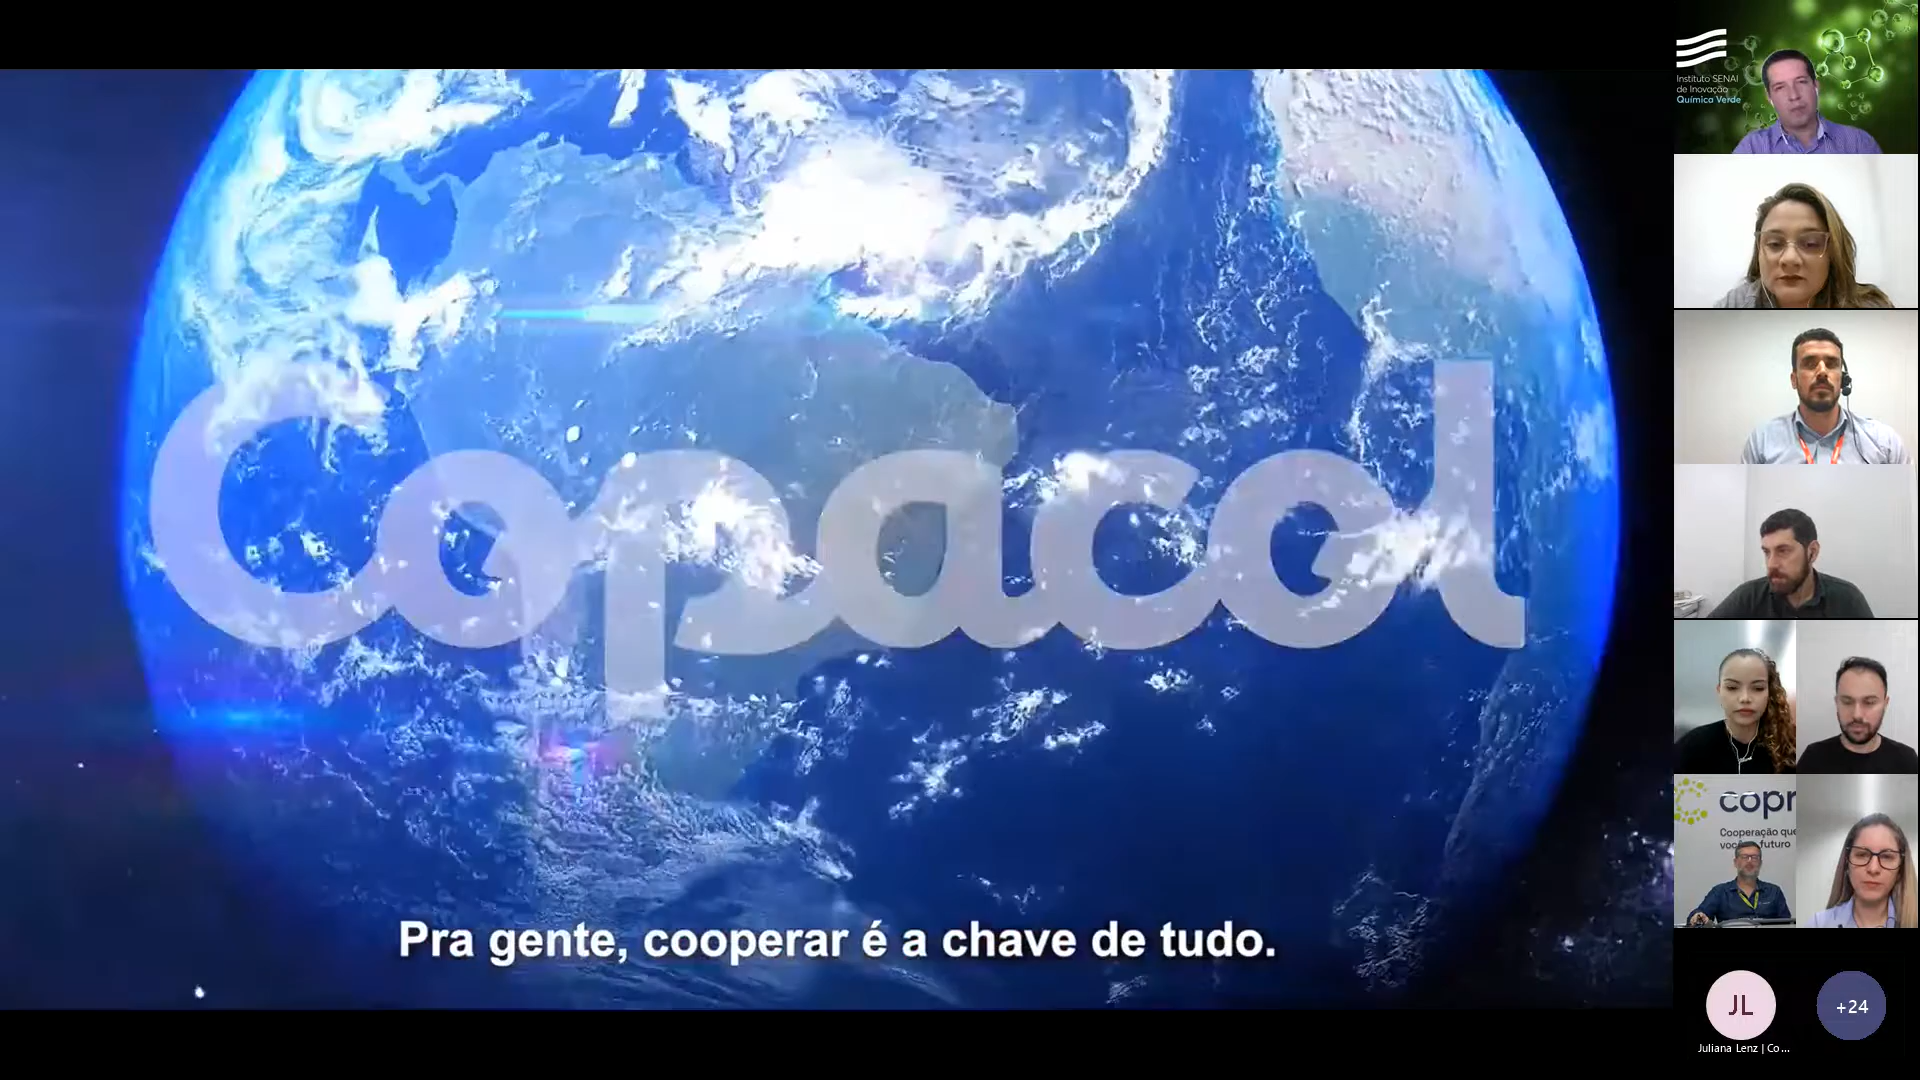 Copacol
Pra gente, cooperar é a chave de tudo.
Instituto SENAI
de Inovação
Química Verde
copr
Cooperação que
futuro
JL
+24
Juliana Lenz | Co...